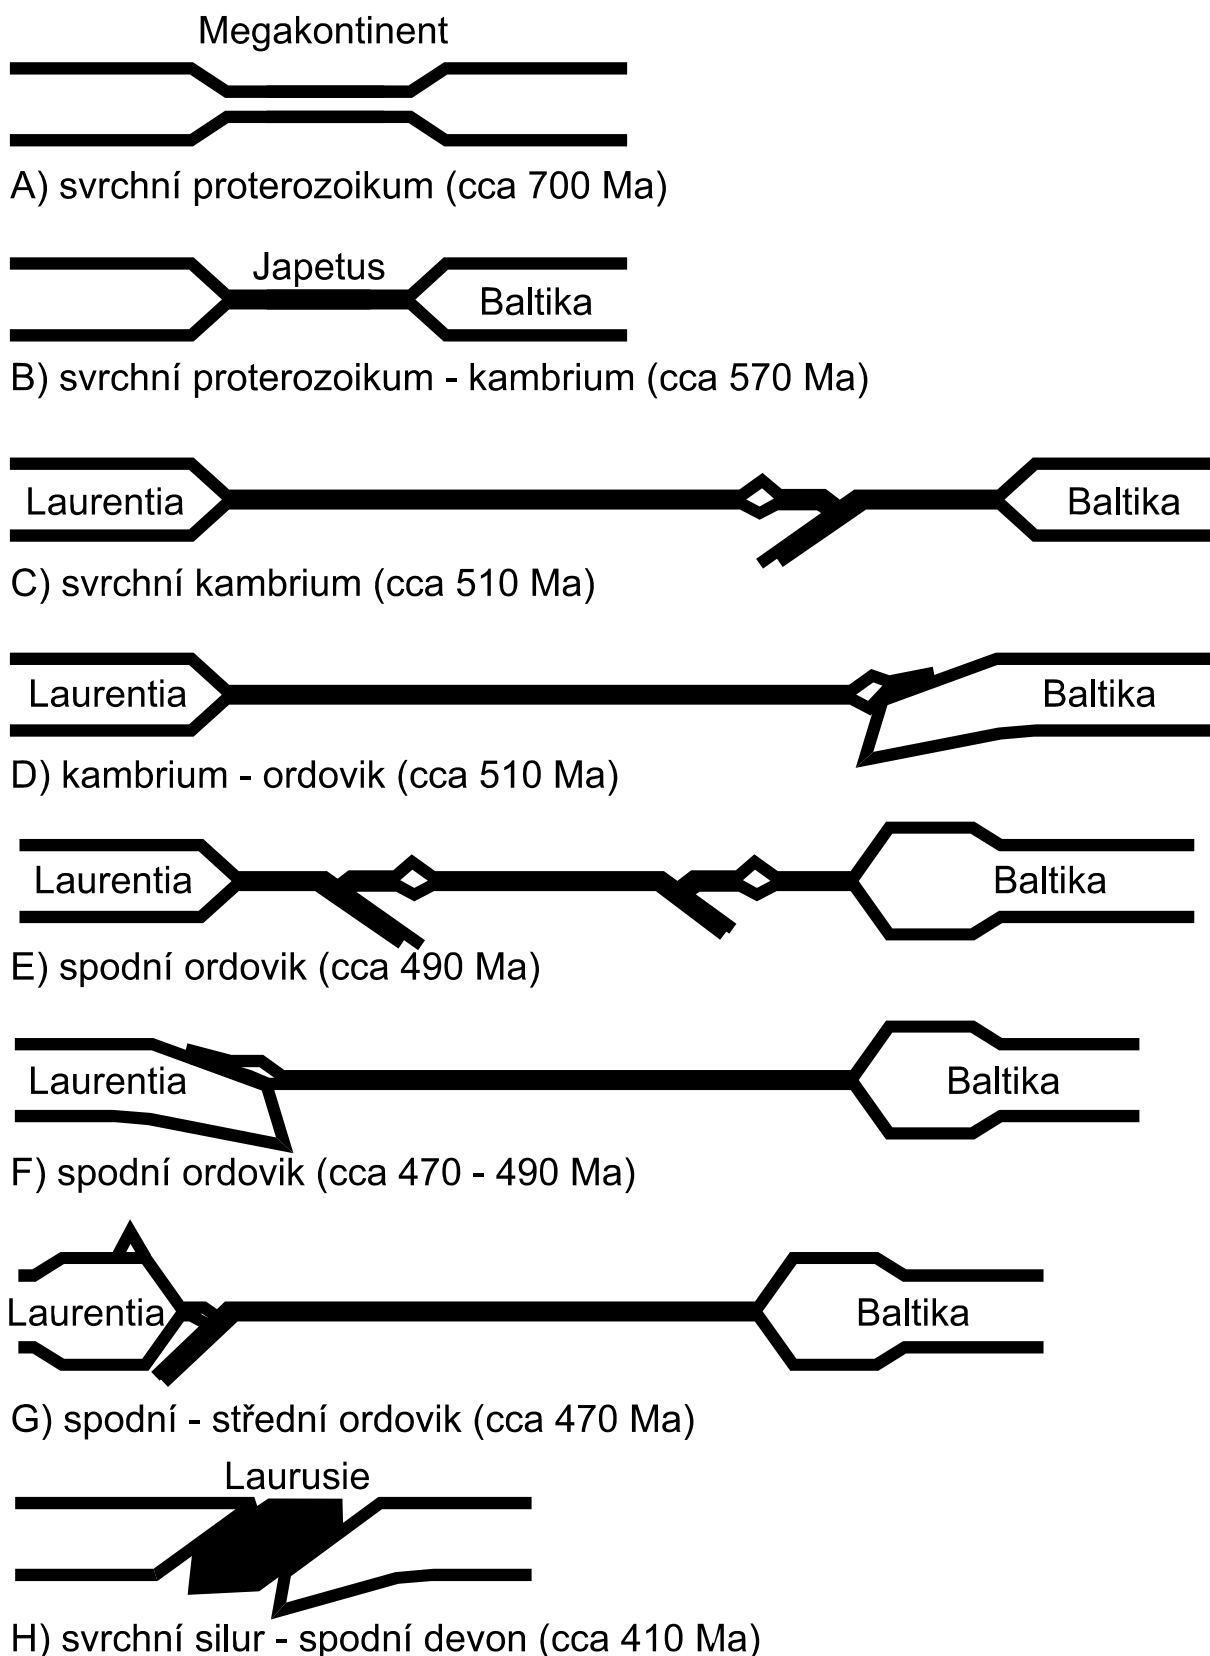 Megakontinent
A) svrchní proterozoikum (cca 700 Ma)
Japetus
Baltika
B) svrchní proterozoikum - kambrium (cca 570 Ma)
Laurentia Baltika
C) svrchní kambrium (cca 510 Ma)
Laurentia Baltika
D) kambrium - ordovik (cca 510 Ma)
Laurentia Baltika
E) spodní ordovik (cca 490 Ma)
Laurentia Baltika
F) spodní ordovik (cca 470 - 490 Ma)
Laurentia Baltika
G) spodní - střední ordovik (cca 470 Ma)
Laurusie
H) svrchní silur - spodní devon (cca 410 Ma)